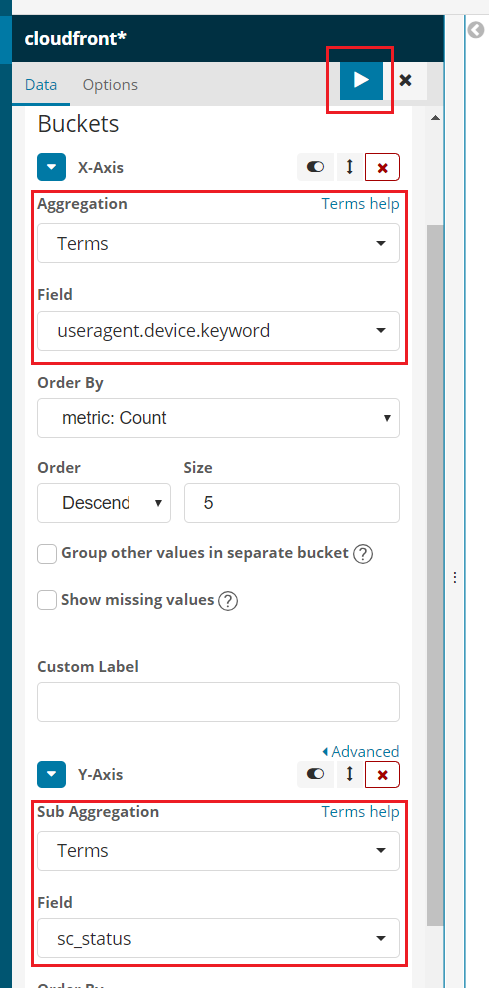 cloudfront*
Data Options
Buckets
X-Axis
Aggregation Terms help
Terms
Field
useragent.device.keyword
Order By
metric: Count
Order Size
Descend 5
Group other values in separate bucket ?
Show missing values ?
Custom Label
Advanced
Y-Axis
Sub Aggregation Terms help
Terms
Field
sc_status
Order By